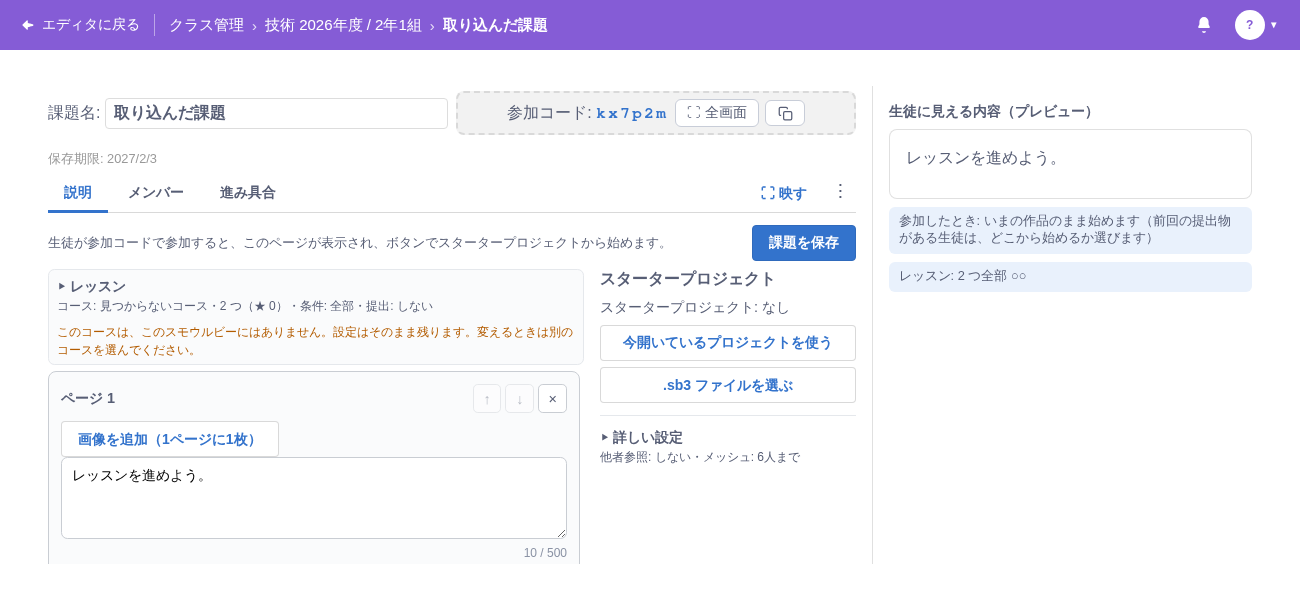 エディタに戻る
クラス管理 › 技術 2026年度 / 2年1組 › 取り込んだ課題
?
課題名: 取り込んだ課題
参加コード: kx7p2m 全画面
保存期限: 2027/2/3
説明 メンバー 進み具合
映す
生徒が参加コードで参加すると、このページが表示され、ボタンでスタータープロジェクトから始めます。
課題を保存
レッスン
コース: 見つからないコース・2 つ（★ 0）・条件: 全部・提出: しない
このコースは、このスモウルビーにはありません。設定はそのまま残ります。変えるときは別の
コースを選んでください。
ページ 1
↑ ↓ ×
画像を追加（1ページに1枚）
レッスンを進めよう。
10 / 500
スタータープロジェクト
スタータープロジェクト: なし
今開いているプロジェクトを使う
.sb3 ファイルを選ぶ
詳しい設定
他者参照: しない・メッシュ: 6人まで
生徒に見える内容（プレビュー）
レッスンを進めよう。
参加したとき: いまの作品のまま始めます（前回の提出物
がある生徒は、どこから始めるか選びます）
レッスン: 2 つ全部 ○○